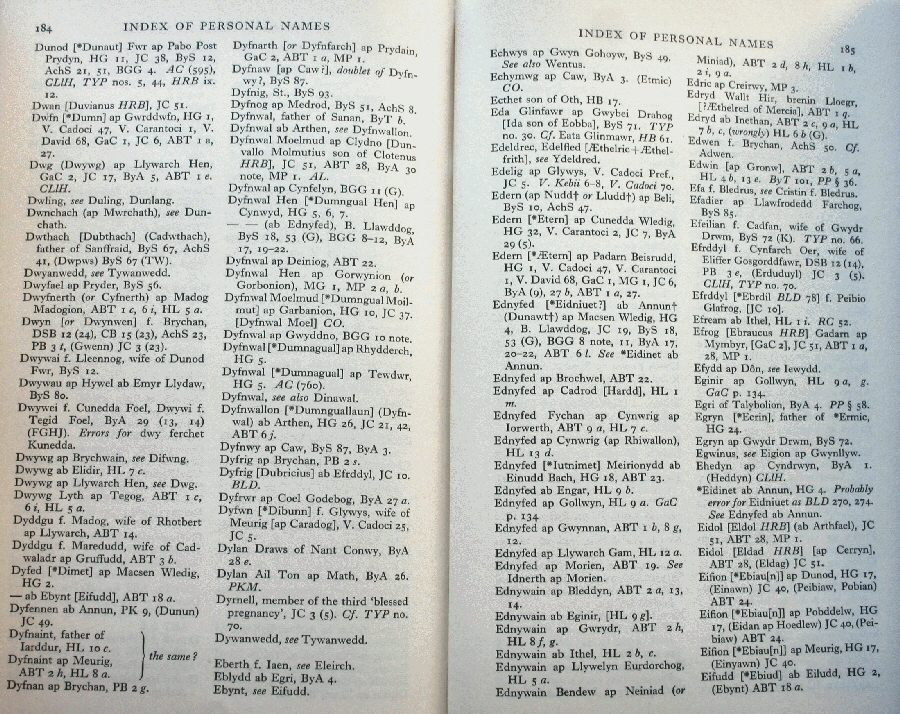 184
INDEX OF PERSONAL NAMES
Dunod [*Dunaut] Fwr ap Pabo Post
Prydyn, HG 11, JC 38, ByS 12,
AchS 21, 51, BGG 4. AG (595),
CLlH, TYP nos. 5, 44, HRB ix.
12.
Dwan [Duvianus HRB], JC 51.
Dwfn [*Dumn] ap Gwrddwfn, HG 1,
V. Cadoci 47, V. Carantoci 1, V.
David 68, GaC 1, JC 6, ABT 1 a,
27.
Dwg (Dwywg) ap Llywarch Hen,
GaC 2, JC 17, ByS 5, ABT 1 e.
CLlH.
Dwling, see Duling, Dunlang.
Dwnchach (ap Mwrchath), see Dun-
chath.
Dwthach [Dubthach] (Cadwthach),
father of Sanffraid, ByS 67, AchS
41, (Dwpws) ByS 67 (TW).
Dwyanwedd, see Tywanwedd.
Dwyfael ap Pryder, ByS 56.
Dwyfnerth (or Cyfnerth) ap Madog
Madogion, ABT 1 c, 6 i, HL 5 a.
Dwyn [or Dwynwen] f. Brychan,
DSB 12 (24), CB 15 (23), AchS 23,
PB 3 i, (Gwenn) JC 3 (23).
Dwywai f. Lleennog, wife of Dunod
Fwr, ByS 12.
Dwywau ap Hywel ab Emyr Llydaw,
ByS 80.
Dwywei f. Cunedda Foel, Dwywi f.
Tegid Foel, ByA 29 (13, 14)
(FGHJ). Errors for dwy ferchet
Kunedda.
Dwywg ap Brychwain, see Difwng.
Dwywg ab Elidir, HL 7 c.
Dwywg ap Llywarch Hen, see Dwg.
Dwywg Lyth ap Tegog, ABT 1 c,
6 i, HL 5 a.
Dyddgu f. Madog, wife of Rhotbert
ap Llywarch, ABT 14.
Dyddgu f. Maredudd, wife of Cad-
waladr ap Gruffudd, ABT 3 b.
Dyfed [*Dimet] ap Macsen Wledig,
HG 2.
— ab Ebynt [Eifudd], ABT 18 a.
Dyfennen ab Annun, PK 9, (Dunun)
JC 49.
Dyfnaint, father of
Iarddur, HL 10 c.
Dyfnaint ap Meurig,
ABT 2 h, HL 8 a.
the same?
Dyfnan ap Brychan, PB 2 g.
Dyfnarth [or Dyfnfarch] ap Prydain,
GaC 2, ABT 1 a, MP 1.
Dyfnaw [ap Caw?], doublet of Dyfn-
wy?, ByS 87.
Dyfnig, St, ByS 93.
Dyfnog ap Medrod, ByS 51, AchS 8.
Dyfnwal, father of Sanan, ByT b.
Dyfnwal ab Arthen, see Dyfnwallon.
Dyfnwal Moelmud ap Clydno [Dun-
vallo Molmutius son of Clotenus
HRB], JC 51, ABT 28, ByA 30
note, MP 1. AL.
Dyfnwal ap Cynfelyn, BGG 11 (G).
Dyfnwal Hen [*Dumngual Hen] ap
Cynwyd, HG 5, 6, 7.
— — (ab Ednyfed), B. Llawddog,
ByS 18, 53 (G), BGG 8–12, ByA
17, 19–22.
Dyfnwal ap Deiniog, ABT 22.
Dyfnwal Hen ap Gorwynion (or
Gorbonion), MG 1, MP 2 a, b.
Dyfnwal Moelmud [*Dumngual Moil-
mut] ap Garbanion, HG 10, JC 37.
[Dyfnwal Moel] CO.
Dyfnwal ap Gwyddno, BGG 10 note.
Dyfnwal [*Dumnagual] ap Rhydderch,
HG 5.
Dyfnwal [*Dumnagual] ap Tewdwr,
HG 5. AG (760).
Dyfnwal, see also Dinawal.
Dyfnwallon [*Dumnguallaun] (Dyfn-
wal) ab Arthen, HG 26, JC 21, 42,
ABT 6 j.
Dyfnwy ap Caw, ByS 87, ByA 3.
Dyfrig ap Brychan, PB 2 s.
Dyfrig [Dubricius] ab Efrddyl, JC 10.
BLD.
Dyfrwr ap Coel Godebog, ByA 27 a.
Dyfwn [*Dibunn] f. Glywys, wife of
Meurig [ap Caradog], V. Cadoci 25,
JC 5.
Dylan Draws of Nant Conwy, ByA
28 e.
Dylan Ail Ton ap Math, ByA 26.
PKM.
Dyrnell, member of the third 'blessed
pregnancy', JC 3 (5). Cf. TYP no.
70.
Dywanwedd, see Tywanwedd.
Eberth f. Iaen, see Eleirch.
Eblydd ab Egri, ByA 4.
Ebynt, see Eifudd.
INDEX OF PERSONAL NAMES
185
Echwys ap Gwyn Gohoyw, ByS 49.
See also Wentus.
Echymwg ap Caw, ByA 3. (Etmic)
CO.
Ecthet son of Oth, HB 17.
Eda Glinfawr ap Gwybei Drahog
[Ida son of Eobba], ByS 71. TYP
no. 30. Cf. Eata Glinmawr, HB 61.
Edeldrec, Edelfled [Æthelric+Æthel-
frith], see Ydeldred.
Edelig ap Glywys, V. Cadoci Pref.,
JC 5. V. Kebii 6–8, V. Cadoci 70.
Edern (ap Nudd† or Lludd†) ap Beli,
ByS 10, AchS 47.
Edern [*Etern] ap Cunedda Wledig,
HG 32, V. Carantoci 2, JC 7, ByA
29 (5).
Edern [*Ætern] ap Padarn Beisrudd,
HG 1, V. Cadoci 47, V. Carantoci
1, V. David 68, GaC 1, MG 1, JC 6,
ByA (9), 27 b, ABT 1 a, 27.
Ednyfed [*Eidniuet?] ab Annun†
(Dunawt†) ap Macsen Wledig, HG
4, B. Llawddog, JC 19, ByS 18,
53 (G), BGG 8 note, 11, ByA 17,
20–22, ABT 6 l. See *Eidinet ab
Annun.
Ednyfed ap Brochwel, ABT 22.
Ednyfed ap Cadrod [Hardd], HL 1
m.
Ednyfed Fychan ap Cynwrig ap
Iorwerth, ABT 9 a, HL 7 c.
Ednyfed ap Cynwrig (ap Rhiwallon),
HL 13 d.
Ednyfed [*Iutnimet] Meirionydd ab
Einudd Bach, HG 18, ABT 23.
Ednyfed ab Engar, HL 9 b.
Ednyfed ap Gollwyn, HL 9 a. GaC
p. 134
Ednyfed ap Gwynnan, ABT 1 b, 8 g,
12.
Ednyfed ap Llywarch Gam, HL 12 a.
Ednyfed ap Morien, ABT 19. See
Idnerth ap Morien.
Ednywain ap Bleddyn, ABT 2 a, 13,
14.
Ednywain ab Eginir, [HL 9 g].
Ednywain ap Gwrydr, ABT 2 h,
HL 8 f, g.
Ednywain ab Ithel, HL 2 b, c.
Ednywain ap Llywelyn Eurdorchog,
HL 5 a.
Ednywain Bendew ap Neiniad (or
Miniad), ABT 2 d, 8 h, HL 1 b,
2 i, 9 a.
Edric ap Creirwy, MP 3.
Edryd Wallt Hir, brenin Lloegr,
[?Æthelred of Mercia], ABT 1 q.
Edryd ab Inethan, ABT 2 c, 9 a, HL
7 b, c, (wrongly) HL 6 b (G).
Edwen f. Brychan, AchS 50. Cf.
Adwen.
Edwin [ap Gronw], ABT 2 b, 5 a,
HL 4 b, 13 e. ByT 101, PP § 36.
Efa f. Bledrus, see Cristin f. Bledrus.
Efadier ap Llawfrodedd Farchog,
ByS 85.
Efeilian f. Cadfan, wife of Gwydr
Drwm, ByS 72 (K). TYP no. 66.
Efrddyl f. Cynfarch Oer, wife of
Eliffer Gosgorddfawr, DSB 12 (14),
PB 3 e, (Erduduyl) JC 3 (5).
CLlH, TYP no. 70.
Efrddyl [*Ebrdil BLD 78] f. Peibio
Glafrog, [JC 10].
Efream ab Ithel, HL 1 i. RG 52.
Efrog [Ebraucus HRB] Gadarn ap
Mymbyr, [GaC 2], JC 51, ABT 1 a,
28, MP 1.
Efydd ap Dôn, see Iewydd.
Eginir ap Gollwyn, HL 9 a, g.
GaC p. 134.
Egri of Talybolion, ByA 4. PP § 58.
Egryn [*Ecrin], father of *Ermic,
HG 24.
Egryn ap Gwydr Drwm, ByS 72.
Egwinus, see Eigion ap Gwynllyw.
Ehedyn ap Cyndrwyn, ByA 1.
(Heddyn) CLlH.
*Eidinet ab Annun, HG 4. Probably
error for Eidniuet as BLD 270, 274.
See Ednyfed ab Annun.
Eidol [Eldol HRB] (ab Arthfael), JC
51, ABT 28, MP 1.
Eidol [Eldad HRB] [ap Cerryn],
ABT 28, (Eldag) JC 51.
Eifion [*Ebiau[n]] ap Dunod, HG 17,
(Einawn) JC 40, (Peibiaw, Pobian)
ABT 24.
Eifion [*Ebiau[n]] ap Pobddelw, HG
17, (Eidan ap Hoedlew) JC 40, (Pei-
biaw) ABT 24.
Eifion [*Ebiau[n]] ap Meurig, HG 17,
(Einyawn) JC 40.
Eifudd [*Ebiud] ab Eiludd, HG 2,
(Ebynt) ABT 18 a.